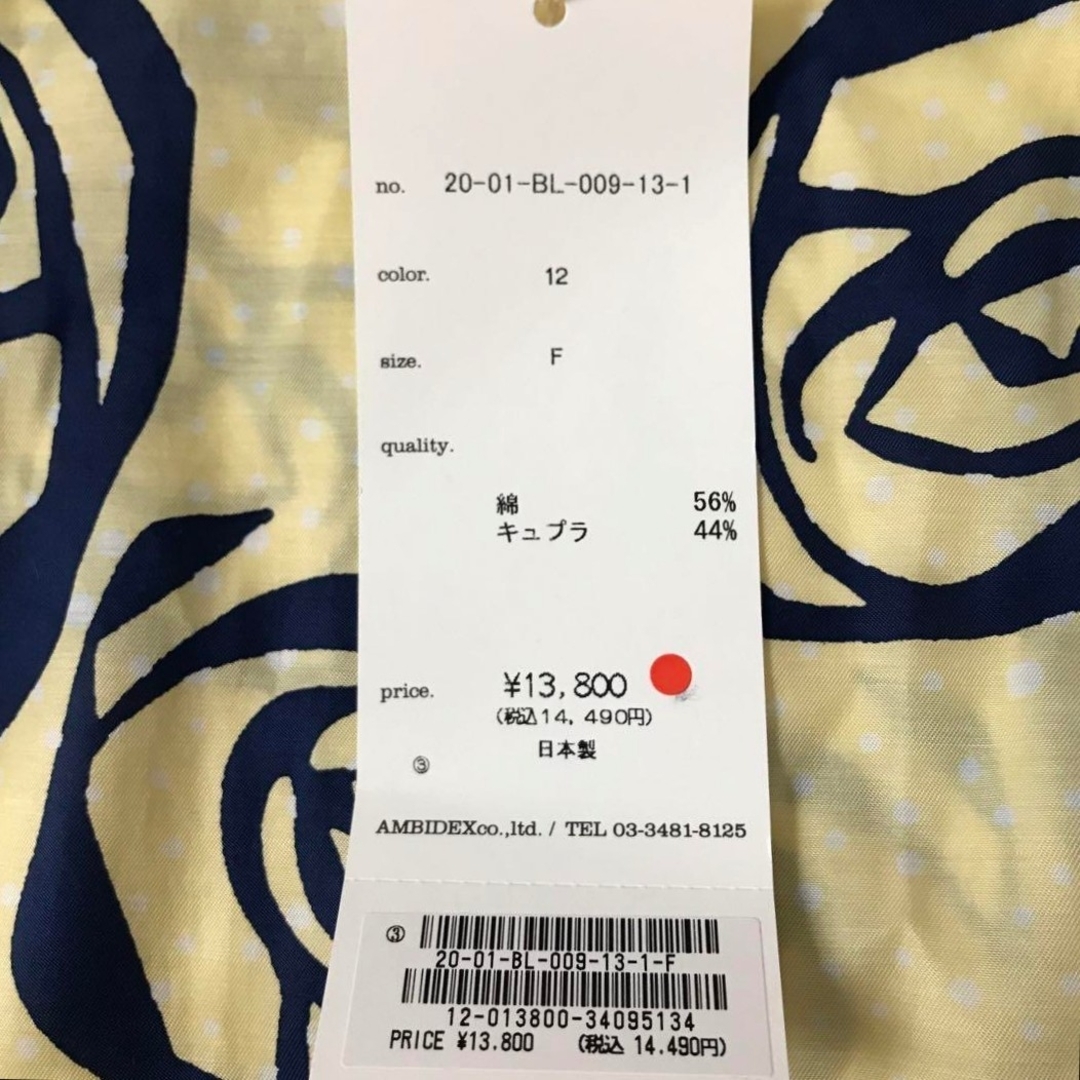 no. 20-01-BL-009-13-1
color. 12
size. F
quality.
綿 56%
キュプラ 44%
price. ¥13,800
(税込14,490円)
日本製
③
AMBIDEXco.,ltd. / TEL 03-3481-8125
③
20-01-BL-009-13-1-F
12-013800-34095134
PRICE ¥13.800 (税込 14.490円)